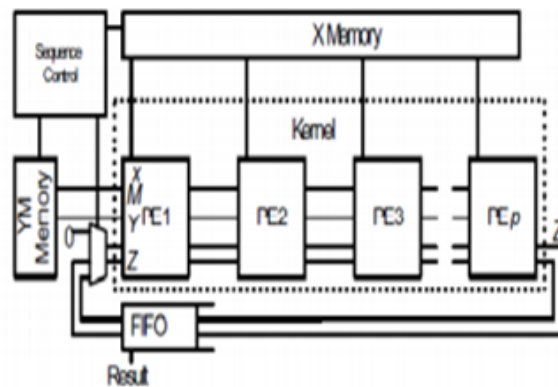 Sequence
Control
X Memory
Kernel
YM
Memory
X
M
Y
Z
PE1
PE2
PE3
PEp
0
Z
FIFO
Result